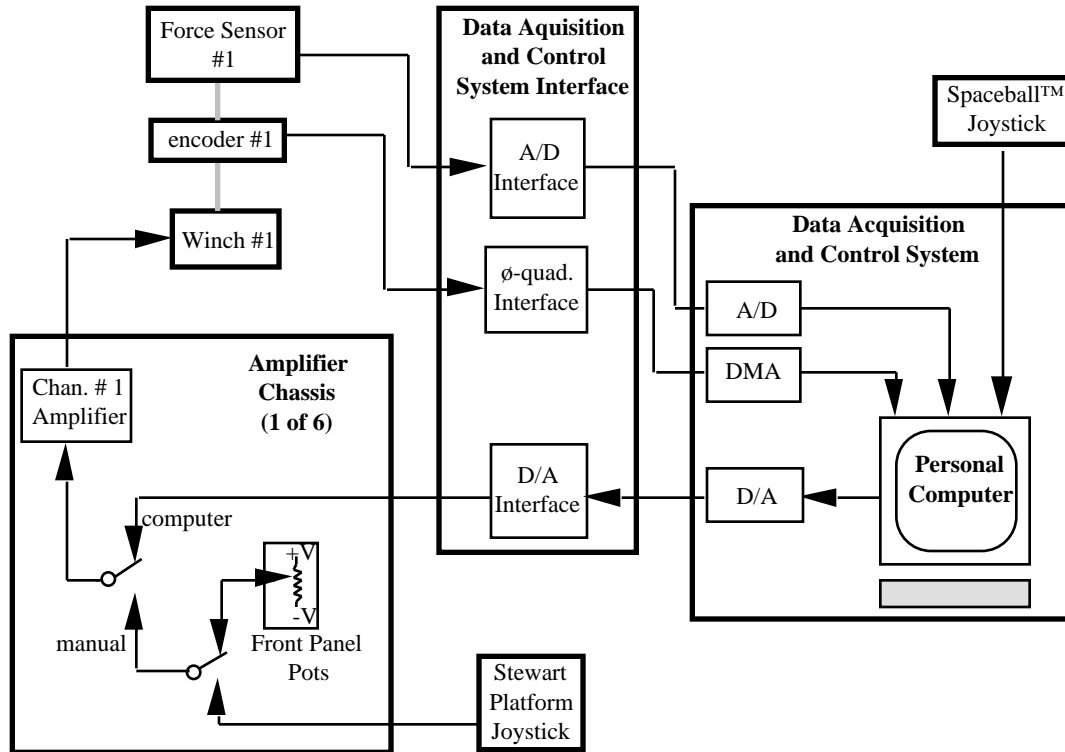 Force Sensor
#1
encoder #1
Winch #1
Data Aquisition
and Control
System Interface
A/D
Interface
ø-quad.
Interface
D/A
Interface
Spaceball™
Joystick
Data Acquisition
and Control System
A/D
DMA
D/A
Personal
Computer
Amplifier
Chassis
(1 of 6)
Chan. # 1
Amplifier
computer
manual
+V
-V
Front Panel
Pots
Stewart
Platform
Joystick